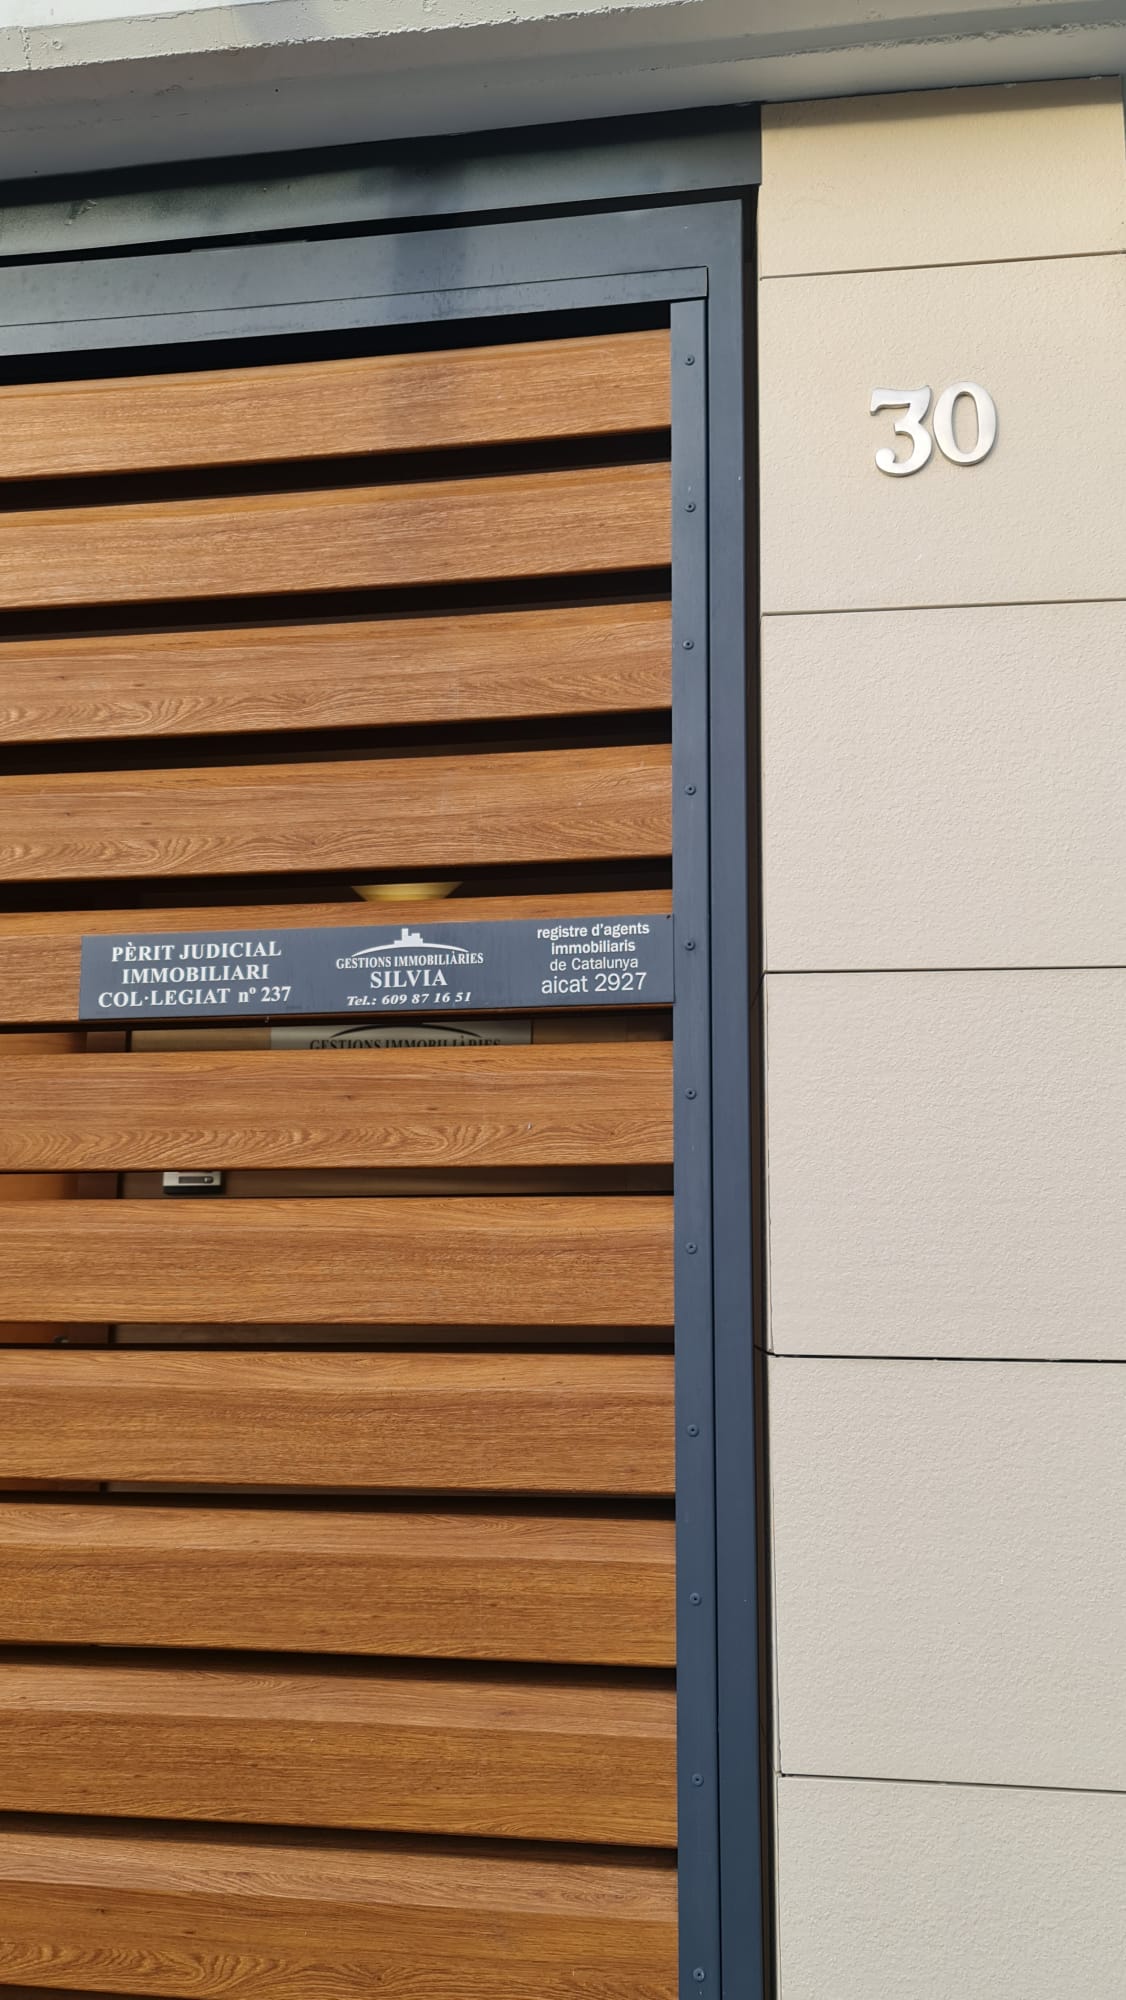 30
PÈRIT JUDICIAL
IMMOBILIARI
COL·LEGIAT nº 237
GESTIONS IMMOBILIÀRIES
SILVIA
Tel.: 609 87 16 51
registre d'agents
immobiliaris
de Catalunya
aicat 2927
GESTIONS IMMOBILIÀRIES